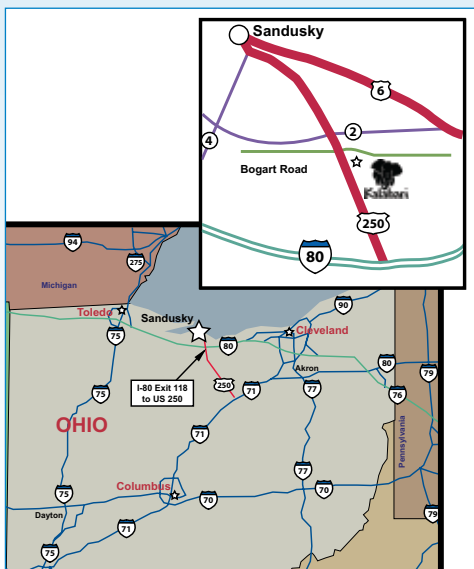 Sandusky
6
2
4
Bogart Road
Kalahari
250
80
94
275
Michigan
Toledo
Sandusky
90
Cleveland
75
80
I-80 Exit 118
to US 250
250
71
Akron
80
79
77
76
75
OHIO
71
Pennsylvania
77
Columbus
70
75
70
Dayton
71
79
75